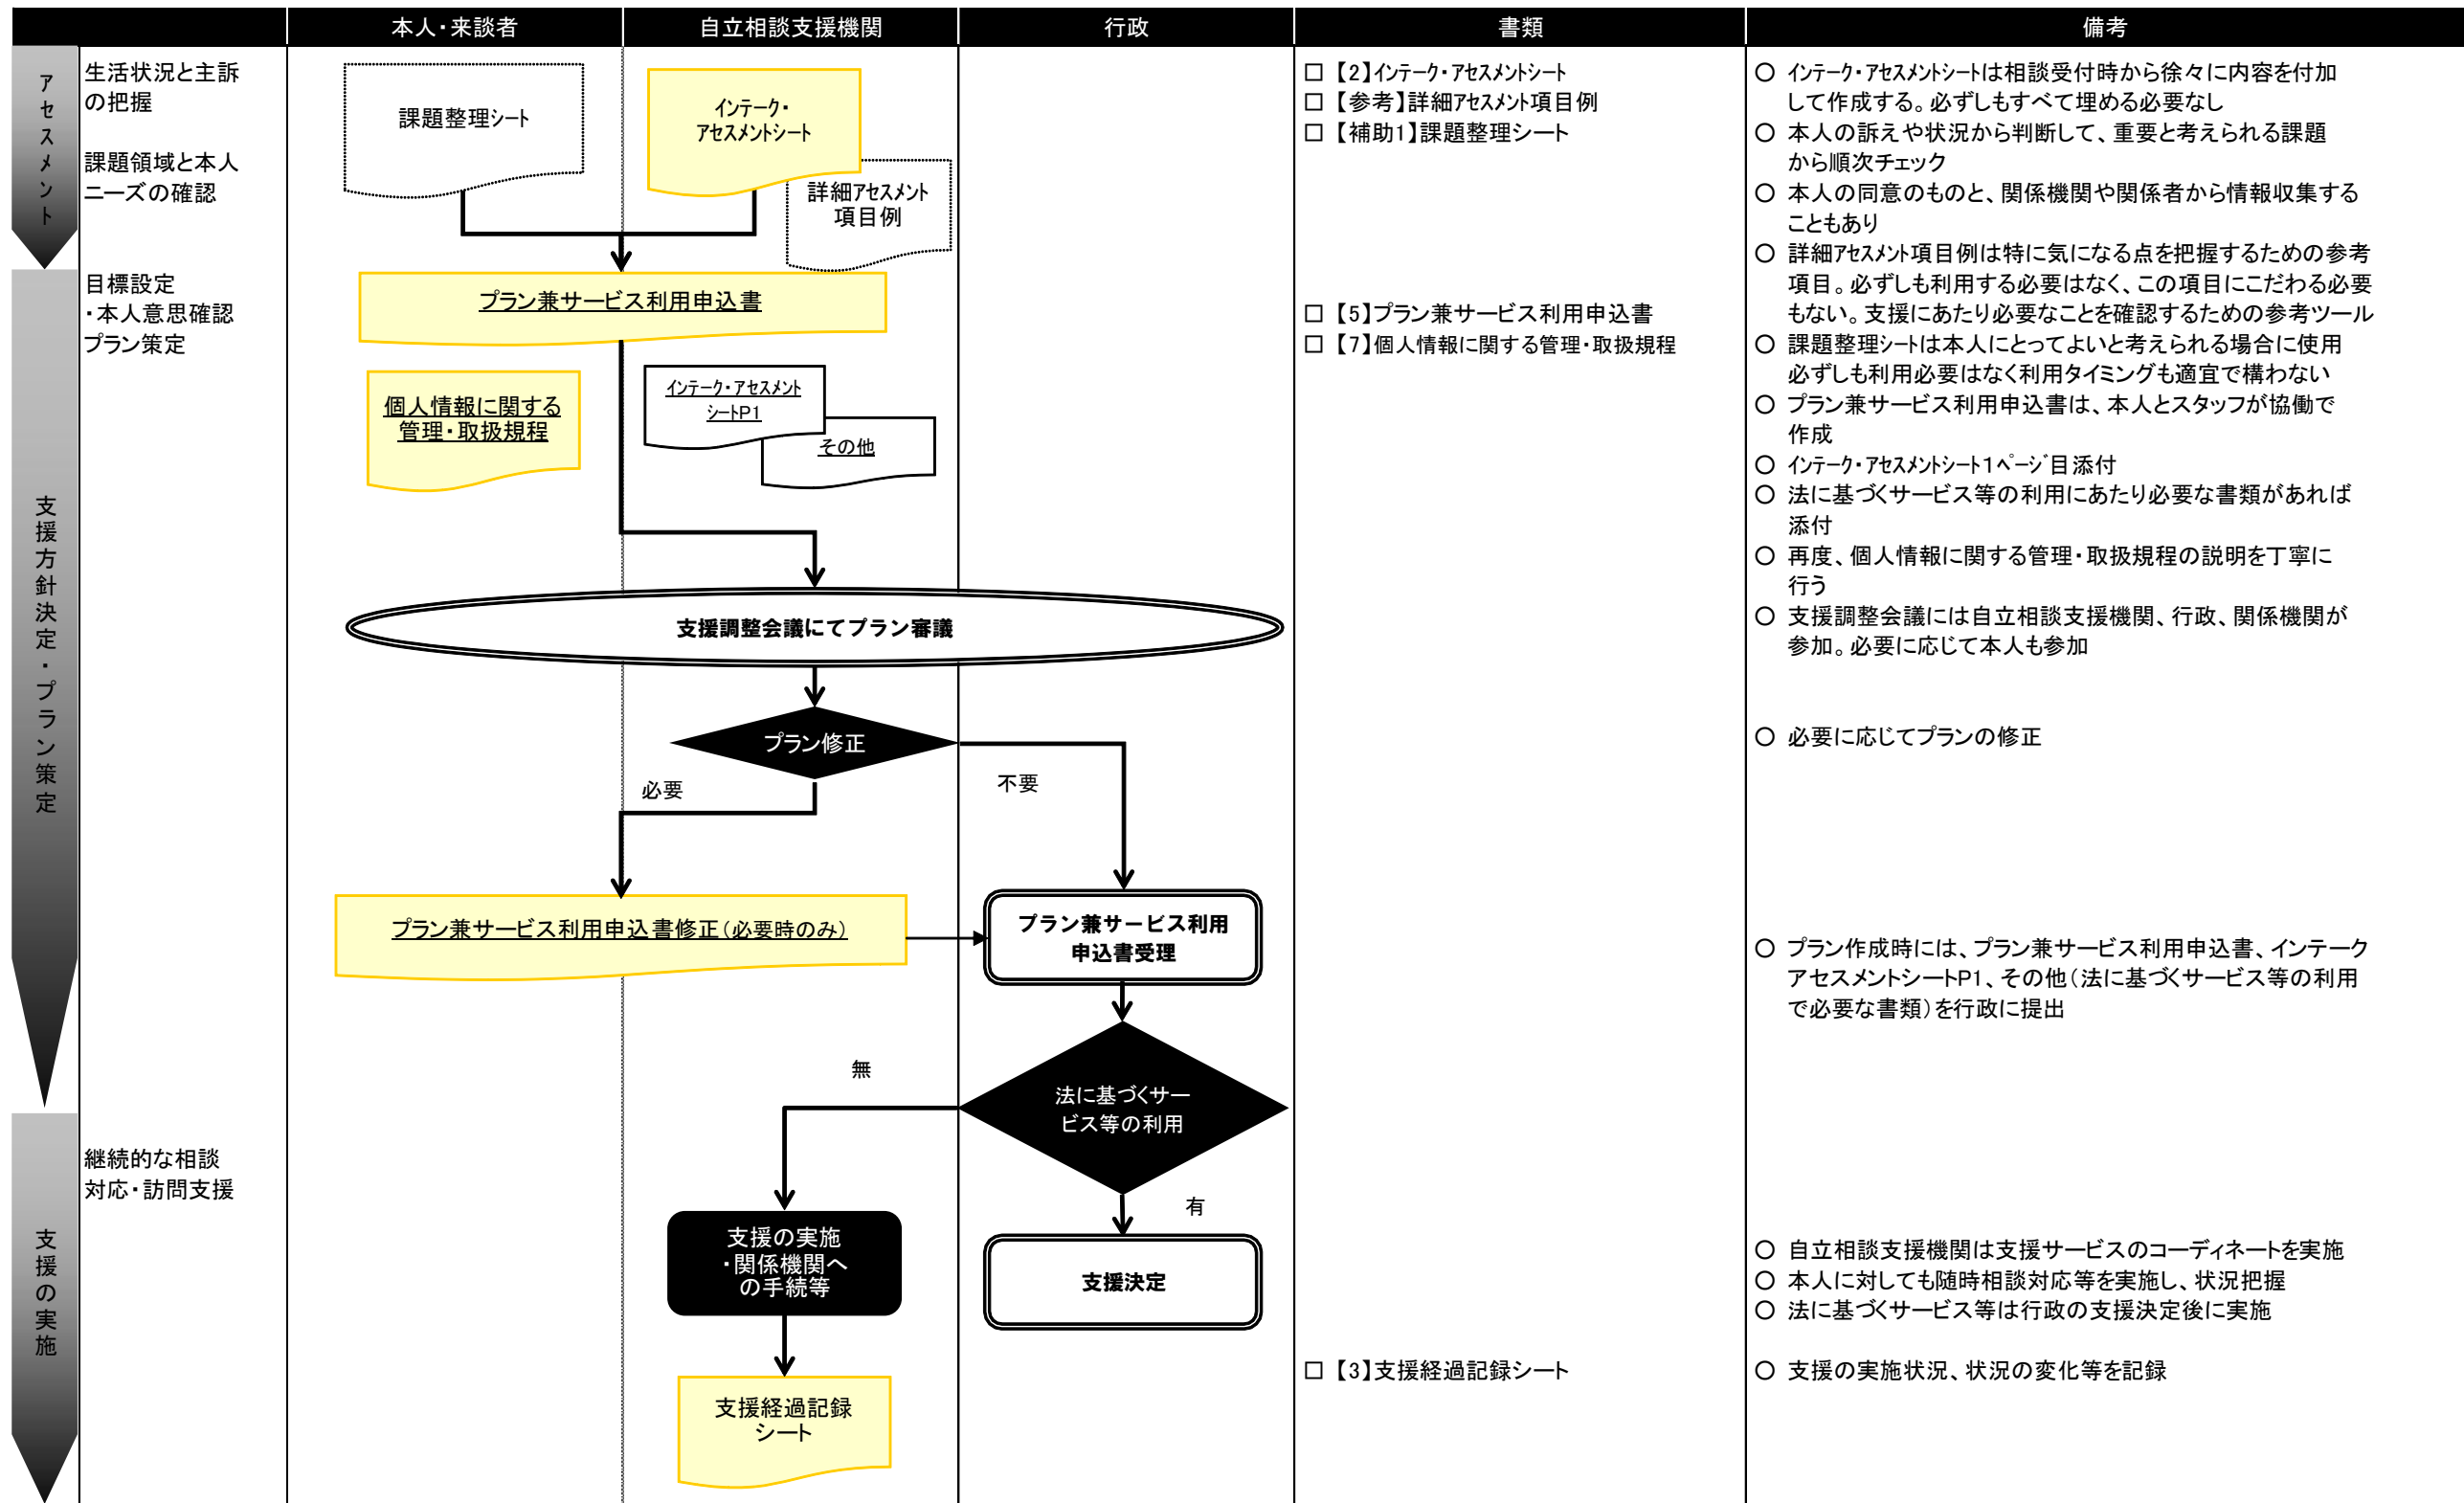 本人・来談者
自立相談支援機関
行政
書類
備考
アセスメント
生活状況と主訴
の把握
課題領域と本人
ニーズの確認
課題整理シート
インテーク・
アセスメントシート
詳細アセスメント
項目例
□ 【2】インテーク・アセスメントシート
□ 【参考】詳細アセスメント項目例
□ 【補助1】課題整理シート
○ インテーク・アセスメントシートは相談受付時から徐々に内容を付加
して作成する。必ずしもすべて埋める必要なし
○ 本人の訴えや状況から判断して、重要と考えられる課題
から順次チェック
○ 本人の同意のものと、関係機関や関係者から情報収集する
こともあり
○ 詳細アセスメント項目例は特に気になる点を把握するための参考
項目。必ずしも利用する必要はなく、この項目にこだわる必要
もない。支援にあたり必要なことを確認するための参考ツール
○ 課題整理シートは本人にとってよいと考えられる場合に使用
必ずしも利用必要はなく利用タイミングも適宜で構わない
○ プラン兼サービス利用申込書は、本人とスタッフが協働で
作成
○ インテーク・アセスメントシート1ページ目添付
○ 法に基づくサービス等の利用にあたり必要な書類があれば
添付
○ 再度、個人情報に関する管理・取扱規程の説明を丁寧に
行う
○ 支援調整会議には自立相談支援機関、行政、関係機関が
参加。必要に応じて本人も参加
支援方針決定・プラン策定
目標設定
・本人意思確認
プラン策定
プラン兼サービス利用申込書
□ 【5】プラン兼サービス利用申込書
□ 【7】個人情報に関する管理・取扱規程
個人情報に関する
管理・取扱規程
インテーク・アセスメント
シートP1
その他
支援調整会議にてプラン審議
プラン修正
必要
不要
○ 必要に応じてプランの修正
プラン兼サービス利用申込書修正（必要時のみ）
プラン兼サービス利用
申込書受理
○ プラン作成時には、プラン兼サービス利用申込書、インテーク
アセスメントシートP1、その他（法に基づくサービス等の利用
で必要な書類）を行政に提出
無
法に基づくサー
ビス等の利用
有
支援の実施
継続的な相談
対応・訪問支援
支援の実施
・関係機関へ
の手続等
支援決定
○ 自立相談支援機関は支援サービスのコーディネートを実施
○ 本人に対しても随時相談対応等を実施し、状況把握
○ 法に基づくサービス等は行政の支援決定後に実施
支援経過記録
シート
□ 【3】支援経過記録シート
○ 支援の実施状況、状況の変化等を記録